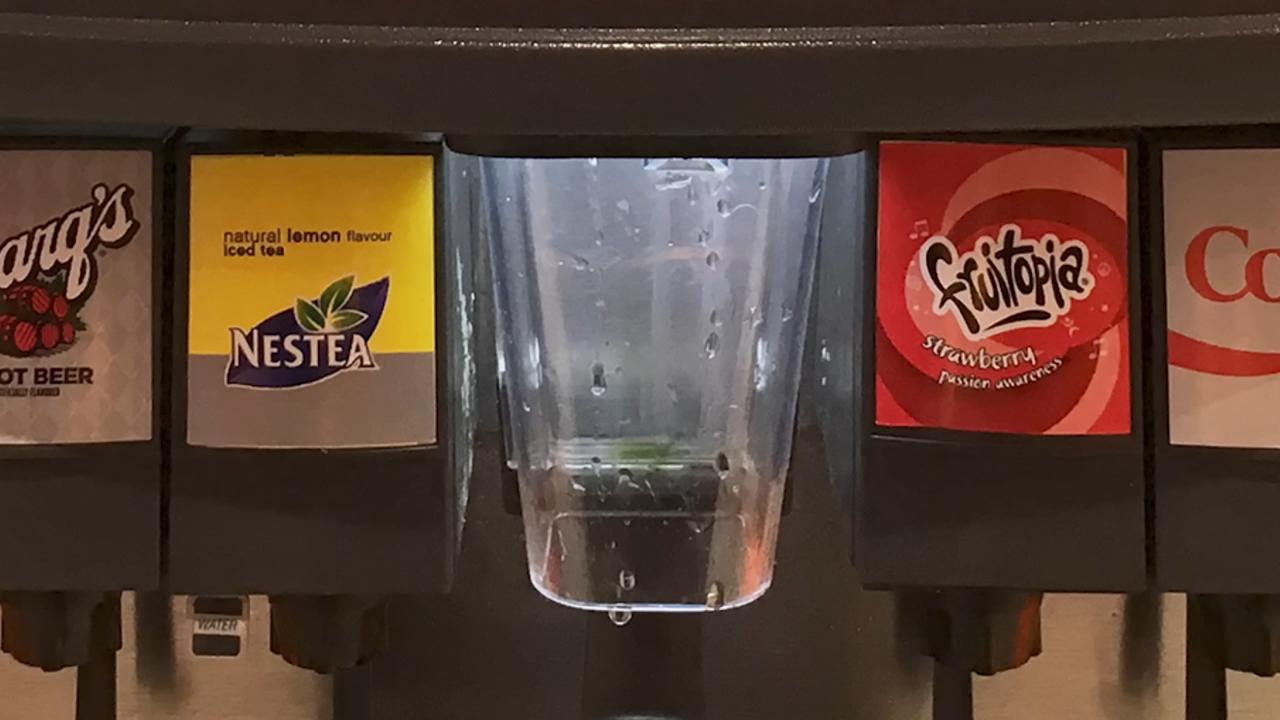 arq's
OT BEER
natural lemon flavour
iced tea
NESTEA
WATER
fruitopia
strawberry
passion awareness
Co